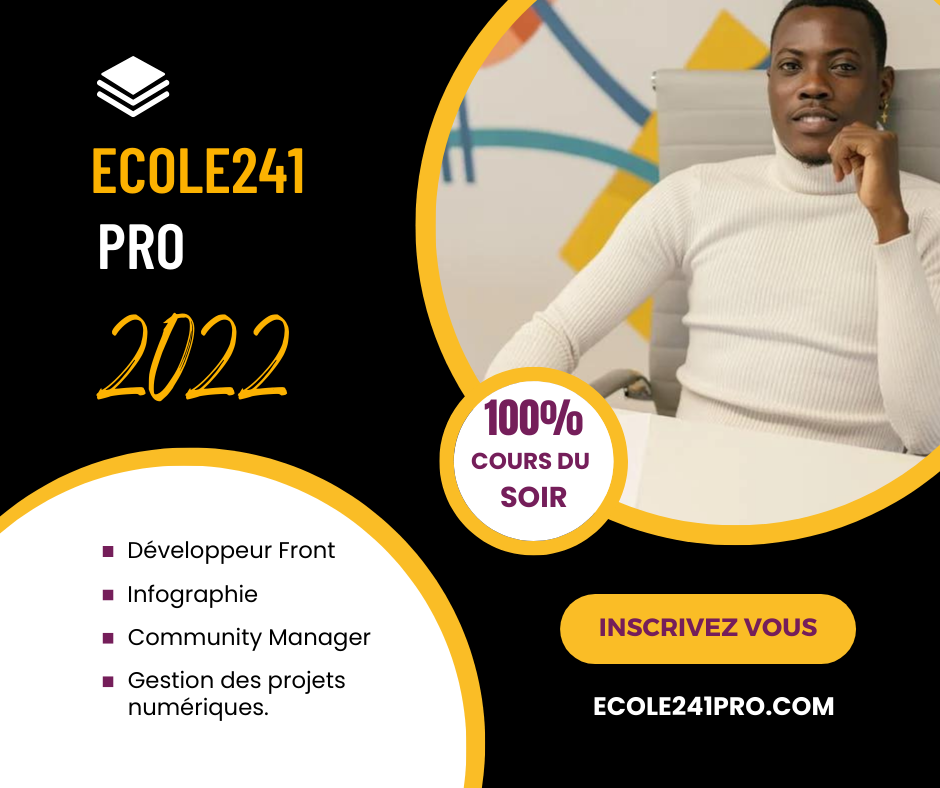 ECOLE241
PRO
2022
100%
COURS DU
SOIR
Développeur Front
Infographie
Community Manager
Gestion des projets
numériques.
INSCRIVEZ VOUS
ECOLE241PRO.COM